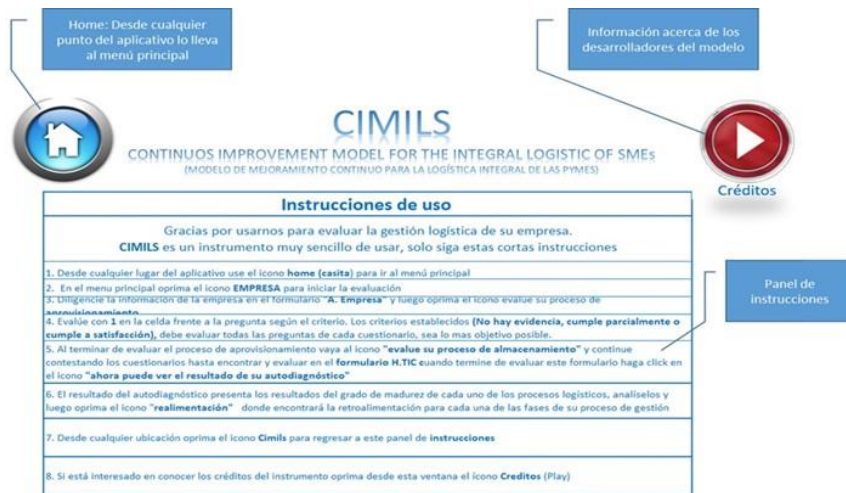 Home: Desde cualquier
punto del aplicativo lo lleva
al menú principal
Información acerca de los
desarrolladores del modelo
CIMILS
CONTINUOS IMPROVEMENT MODEL FOR THE INTEGRAL LOGISTIC OF SMEs
(MODELO DE MEJORAMIENTO CONTINUO PARA LA LOGÍSTICA INTEGRAL DE LAS PYMES)
Créditos
Instrucciones de uso
Gracias por usarnos para evaluar la gestión logística de su empresa.
CIMILS es un instrumento muy sencillo de usar, solo siga estas cortas instrucciones
1. Desde cualquier lugar del aplicativo use el icono home (casita) para ir al menú principal
2. En el menu principal oprima el icono EMPRESA para iniciar la evaluación
3. Diligencie la información de la empresa en el formulario "A. Empresa" y luego oprima el icono evalue su proceso de
aprovisionamiento
4. Evalúe con 1 en la celda frente a la pregunta según el criterio. Los criterios establecidos (No hay evidencia, cumple parcialmente o
cumple a satisfacción), debe evaluar todas las preguntas de cada cuestionario, sea lo mas objetivo posible.
5. Al terminar de evaluar el proceso de aprovisionamiento vaya al icono "evalue su proceso de almacenamiento" y continue
contestando los cuestionarios hasta encontrar y evaluar en el formulario H.TIC cuando termine de evaluar este formulario haga click en
el icono "ahora puede ver el resultado de su autodiagnóstico"
6. El resultado del autodiagnóstico presenta los resultados del grado de madurez de cada uno de los procesos logísticos, analíselos y
luego oprima el icono "realimentación" donde encontrará la retroalimentación para cada una de las fases de su proceso de gestión
7. Desde cualquier ubicación oprima el icono Cimils para regresar a este panel de instrucciones
8. Si está interesado en conocer los créditos del instrumento oprima desde esta ventana el ícono Creditos (Play)
Panel de
instrucciones